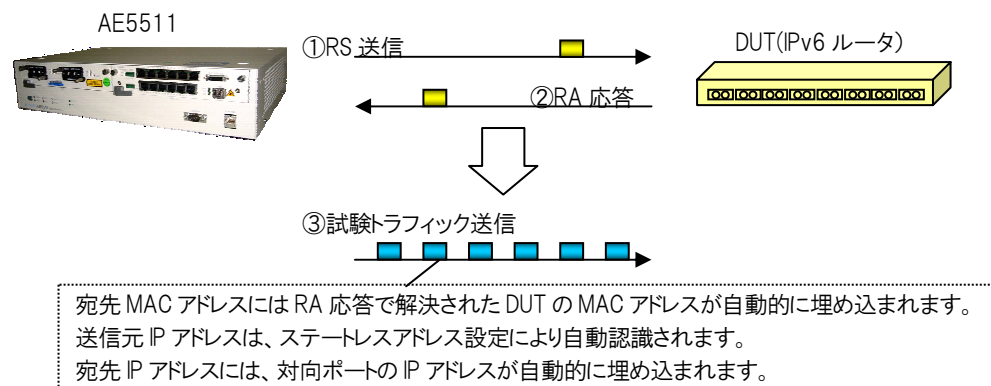 AE5511
①RS 送信
DUT(IPv6 ルータ)
②RA 応答
③試験トラフィック送信
宛先 MAC アドレスには RA 応答で解決された DUT の MAC アドレスが自動的に埋め込まれます。
送信元 IP アドレスは、ステートレスアドレス設定により自動認識されます。
宛先 IP アドレスには、対向ポートの IP アドレスが自動的に埋め込まれます。